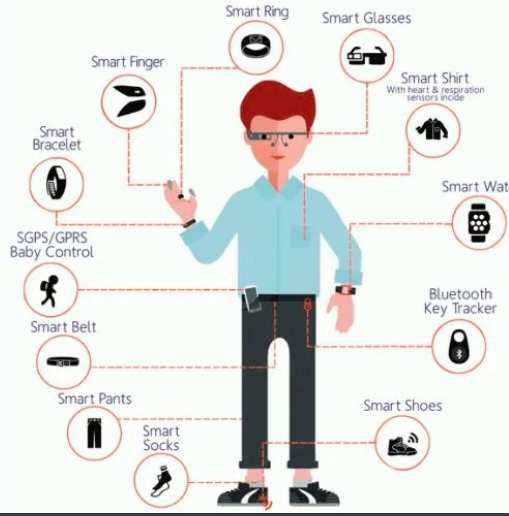 Smart Ring
Smart Glasses
Smart Finger
Smart Shirt
With heart & respiration
sensors incide
Smart
Bracelet
Smart Wat
SGPS/GPRS
Baby Control
Bluetooth
Key Tracker
Smart Belt
Smart Pants
Smart Shoes
Smart
Socks